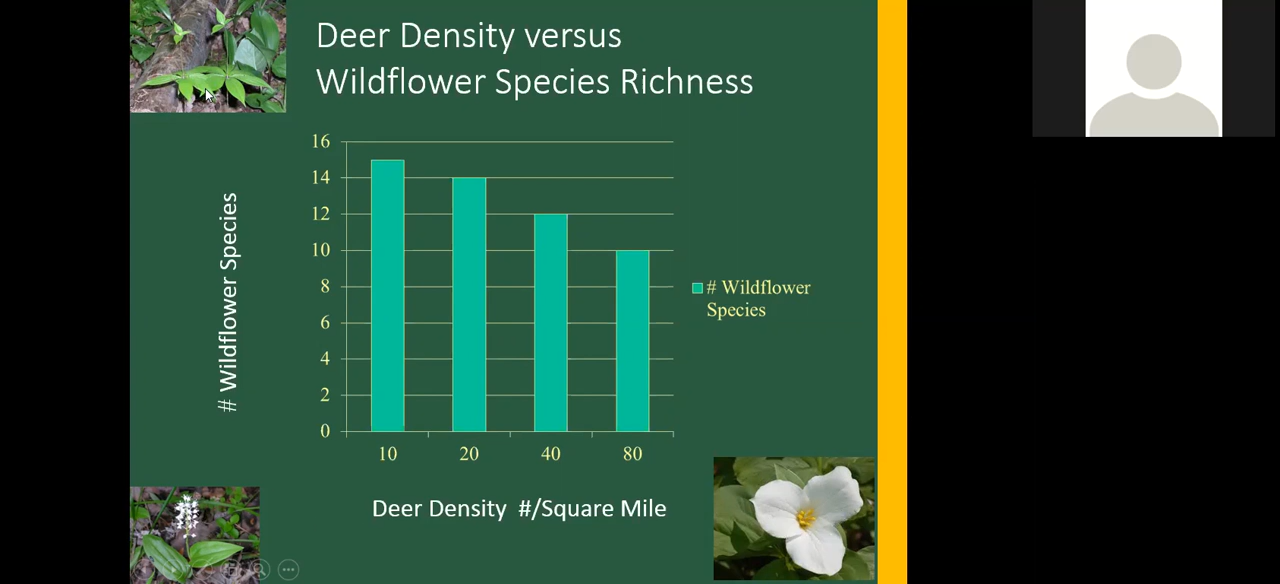 Deer Density versus
Wildflower Species Richness
16
14
12
10
8
6
4
2
0
# Wildflower Species
10 20 40 80
Deer Density #/Square Mile
# Wildflower
Species